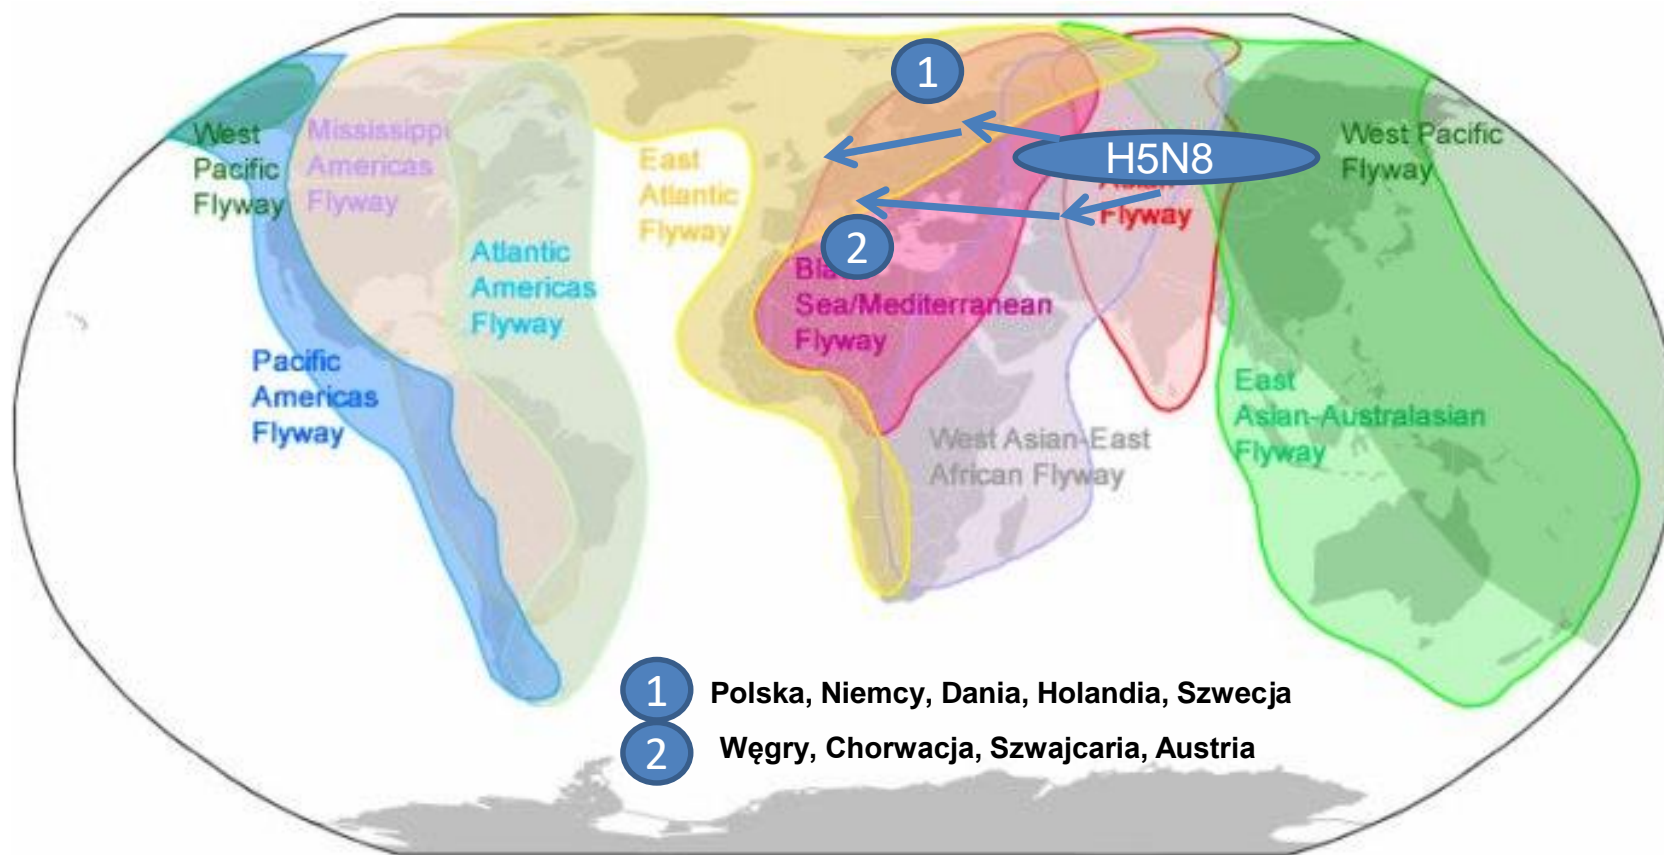 1
H5N8
West
Pacific
Flyway
Mississippi
Americas
Flyway
East
Atlantic
Flyway
Asian
Flyway
West Pacific
Flyway
2
Atlantic
Americas
Flyway
Sea/Mediterranean
Flyway
Pacific
Americas
Flyway
East
Asian-Australasian
Flyway
West Asian-East
African Flyway
1 Polska, Niemcy, Dania, Holandia, Szwecja
2 Węgry, Chorwacja, Szwajcaria, Austria